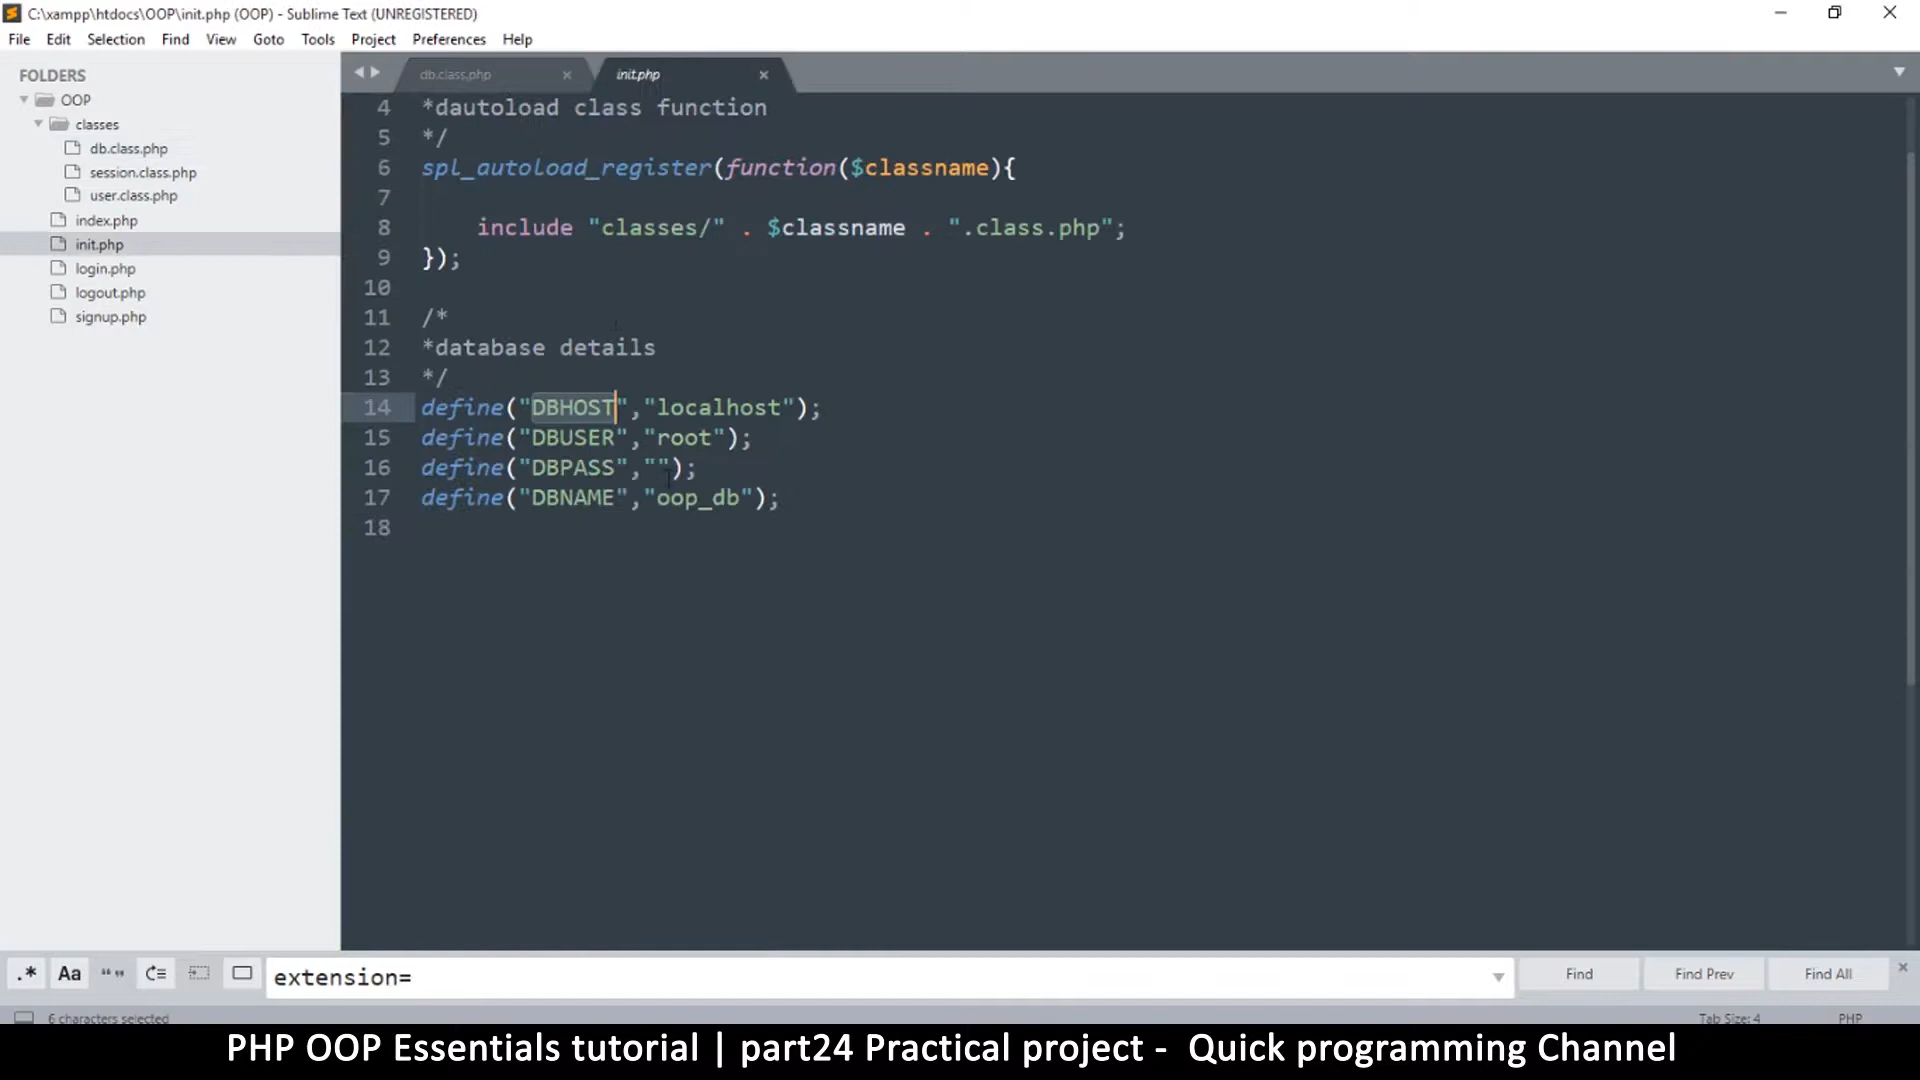 C:\xampp\htdocs\OOP\init.php (OOP) - Sublime Text (UNREGISTERED)
File Edit Selection Find View Goto Tools Project Preferences Help
FOLDERS
OOP
classes
db.class.php
session.class.php
user.class.php
index.php
init.php
login.php
logout.php
signup.php
db.class.php × init.php ×
4 *dautoload class function
5 */
6 spl_autoload_register(function($classname){
7
8 include "classes/" . $classname . ".class.php";
9 });
10
11 /*
12 *database details
13 */
14 define("DBHOST","localhost");
15 define("DBUSER","root");
16 define("DBPASS","");
17 define("DBNAME","oop_db");
18
.* Aa “” extension= Find Find Prev Find All ×
6 characters selected Tab Size: 4 PHP
PHP OOP Essentials tutorial | part24 Practical project - Quick programming Channel